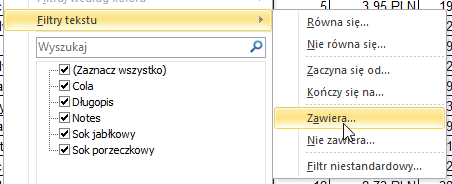 Filtruj według koloru
5 3,95 PLN 19
Filtry tekstu
Równa się...
Wyszukaj
Nie równa się...
(Zaznacz wszystko)
Zaczyna się od...
Cola
Kończy się na...
Długopis
Notes
Zawiera...
Sok jabłkowy
Nie zawiera...
Sok porzeczkowy
Filtr niestandardowy...